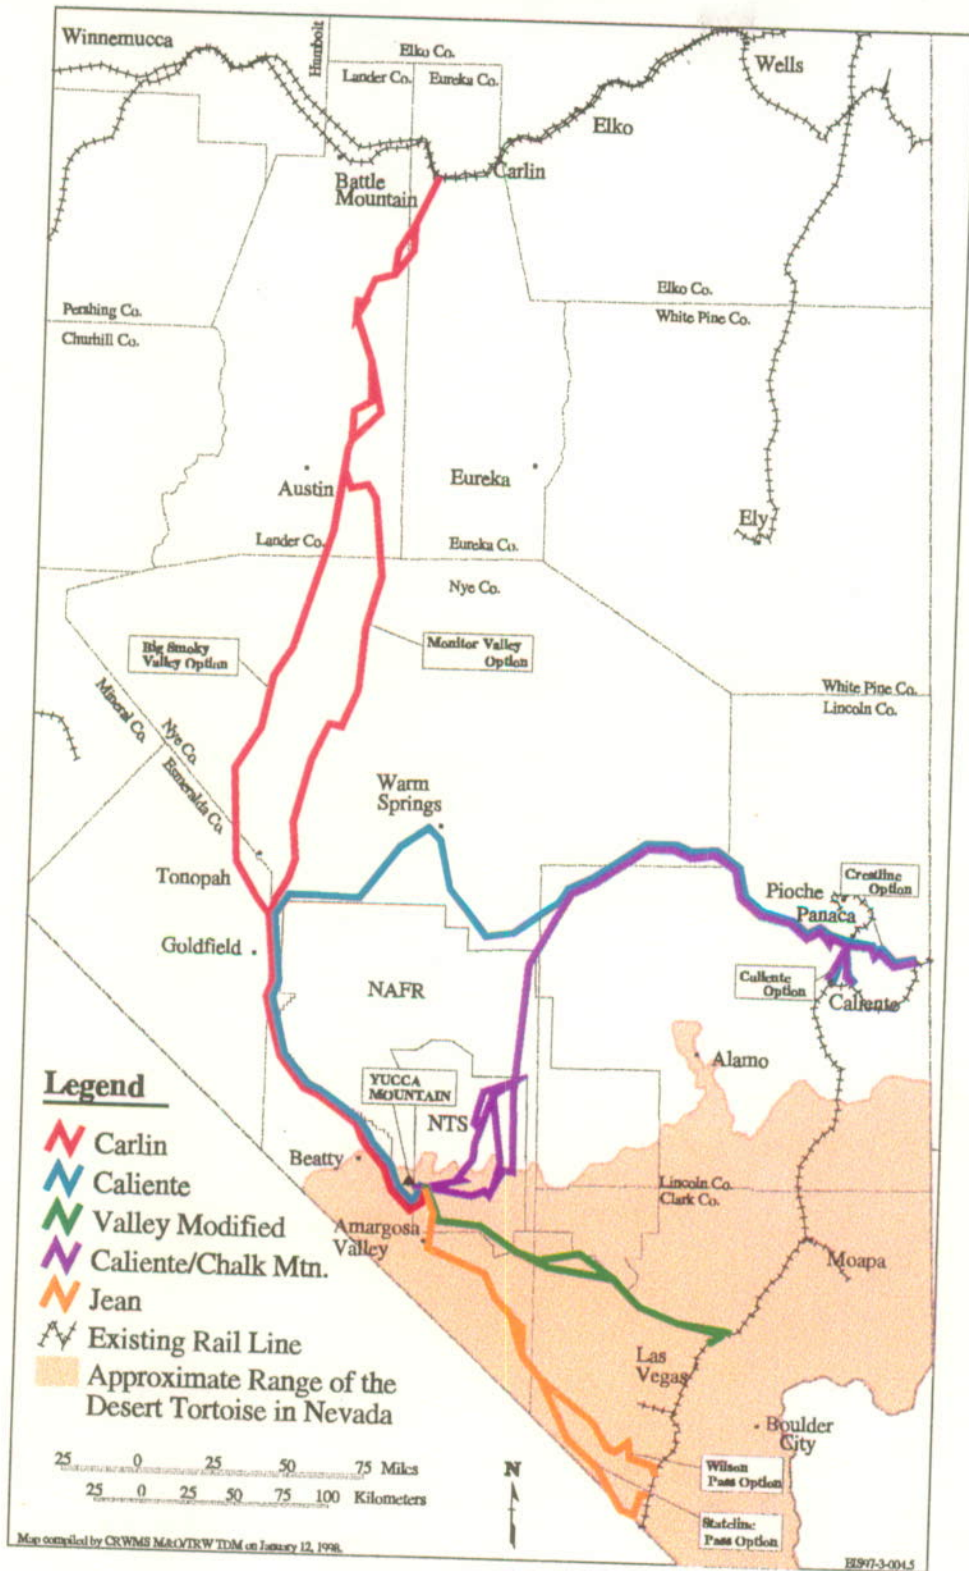 Winnemucca
Humbolt
Elko Co.
Lander Co.
Eureka Co.
Wells
Elko
Carlin
Battle
Mountain
Pershing Co.
Churhill Co.
Elko Co.
White Pine Co.
Austin
Eureka
Ely
Lander Co.
Eureka Co.
Nye Co.
Big Smoky
Valley Option
Monitor Valley
Option
Mineral Co.
Nye Co.
Esmeralda Co.
White Pine Co.
Lincoln Co.
Warm
Springs
Tonopah
Goldfield
Pioche
Panaca
Crestline
Option
Caliente
Option
Caliente
NAFR
Alamo
YUCCA
MOUNTAIN
NTS
Beatty
Lincoln Co.
Clark Co.
Amargosa
Valley
Moapa
Las
Vegas
Boulder
City
Wilson
Pass Option
Stateline
Pass Option
Legend
Carlin
Caliente
Valley Modified
Caliente/Chalk Mtn.
Jean
Existing Rail Line
Approximate Range of the
Desert Tortoise in Nevada
25 0 25 50 75 Miles
25 0 25 50 75 100 Kilometers
N
Map compiled by CRWMS M&O/TRW TDM on January 12, 1998.
EIS97-3-004.5